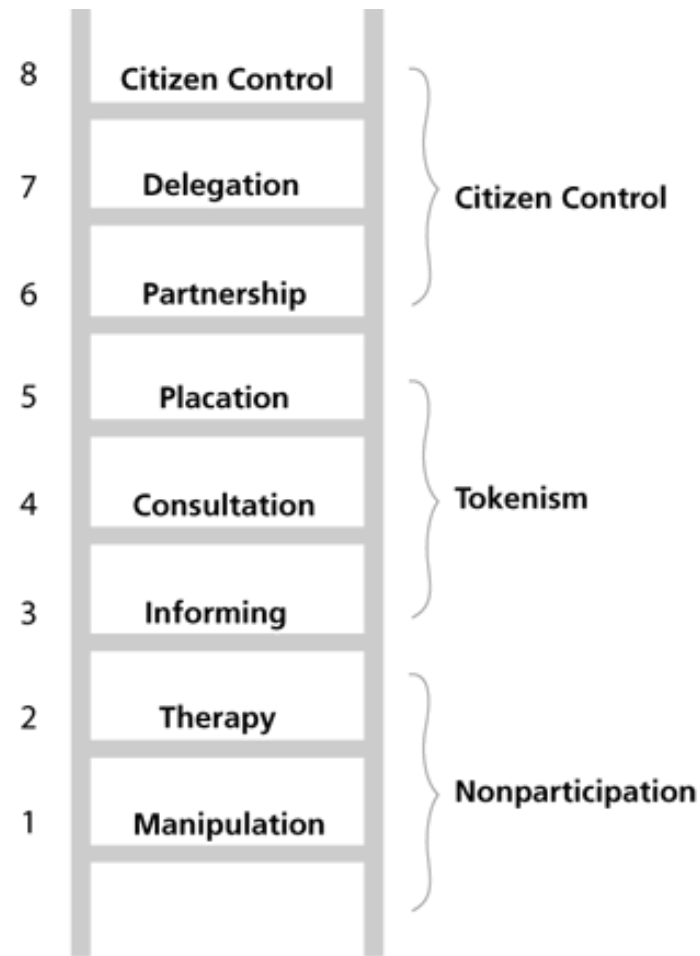 8 Citizen Control
7 Delegation
Citizen Control
6 Partnership
5 Placation
4 Consultation
Tokenism
3 Informing
2 Therapy
Nonparticipation
1 Manipulation